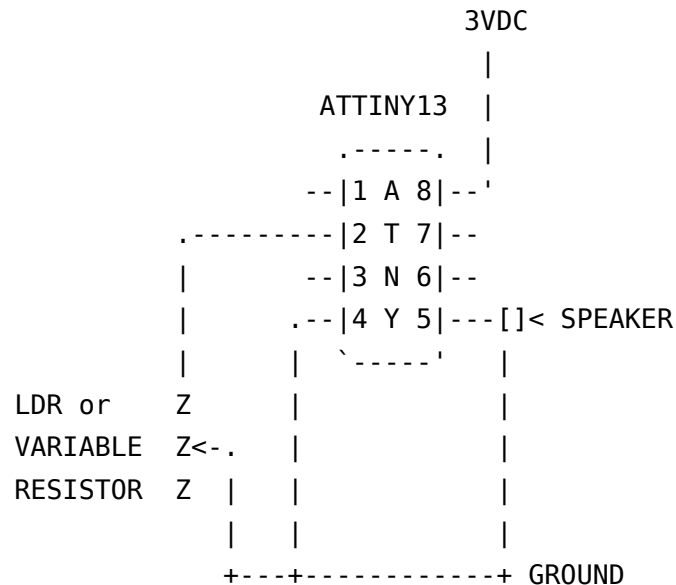 3VDC
|
ATTINY13 |
.-----. |
--|1 A 8|--'
.---------|2 T 7|--
| --|3 N 6|--
| .--|4 Y 5|---[]< SPEAKER
| | `-----' |
LDR or Z | |
VARIABLE Z<-. | |
RESISTOR Z | | |
| | |
+---+------------+ GROUND